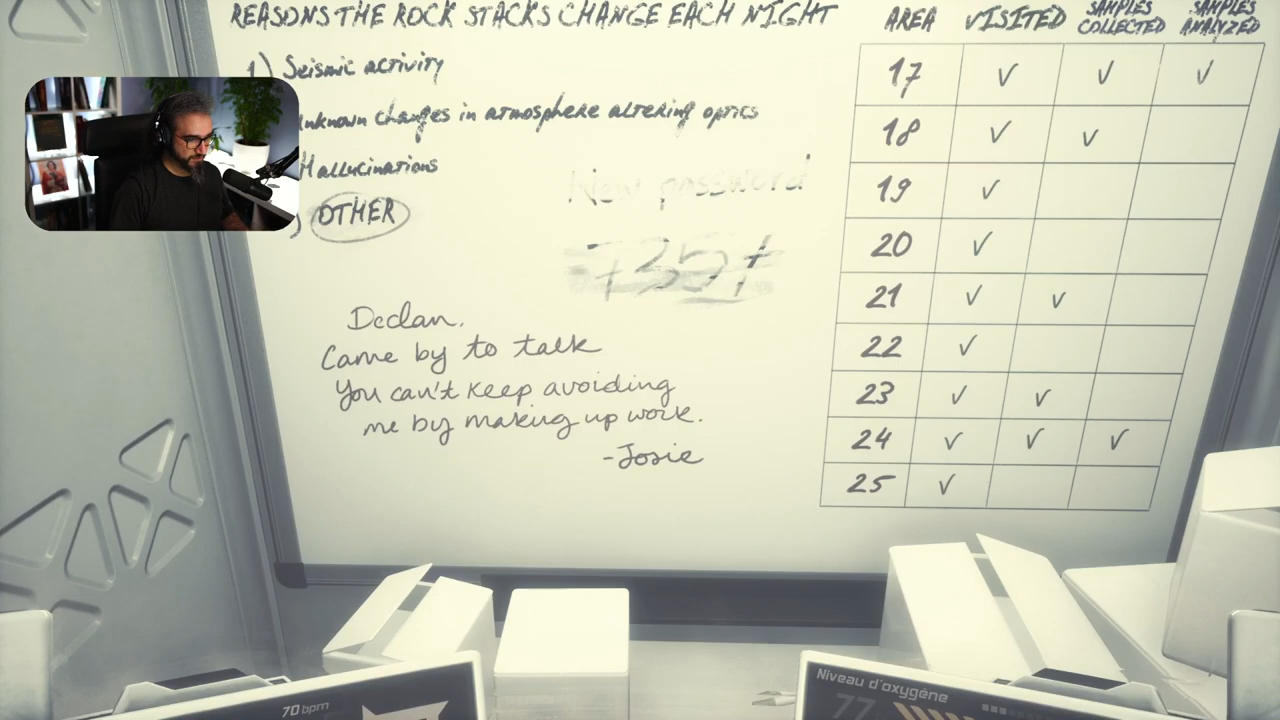 REASONS THE ROCK STACKS CHANGE EACH NIGHT
1) Seismic activity
changes in atmosphere altering optics
Hallucinations
OTHER
New password
Declan.
Came by to talk
You can't keep avoiding
me by making up work.
-Josie
AREA VISITED SAMPLES COLLECTED SAMPLES ANALYZED
17 ✓ ✓ ✓
18 ✓ ✓
19 ✓
20 ✓
21 ✓ ✓
22 ✓
23 ✓ ✓
24 ✓ ✓ ✓
25 ✓
70 bpm
Niveau d'oxygène
77